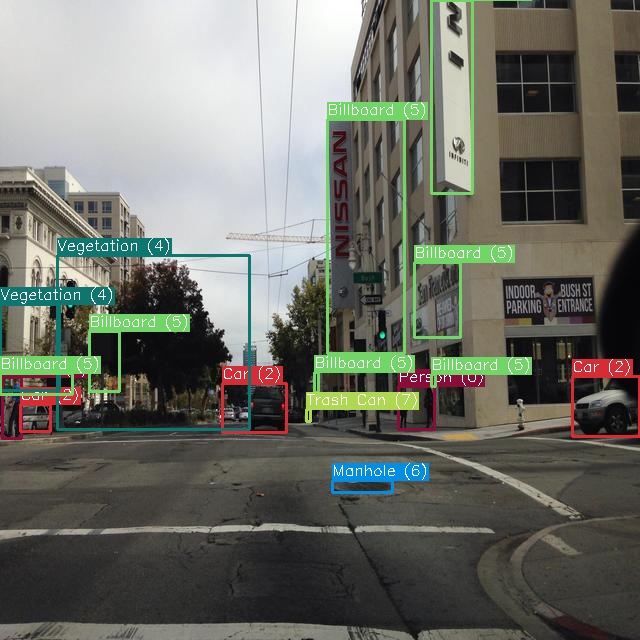 Billboard (5)
NISSAN
INFINITI
Vegetation (4)
Billboard (5)
Vegetation (4)
INDOOR BUSH ST
PARKING ENTRANCE
Billboard (5)
Billboard (5)
Billboard (5)
Billboard (5)
Car (2)
Car (2)
Person (0)
Car (2)
Trash Can (7)
Manhole (6)